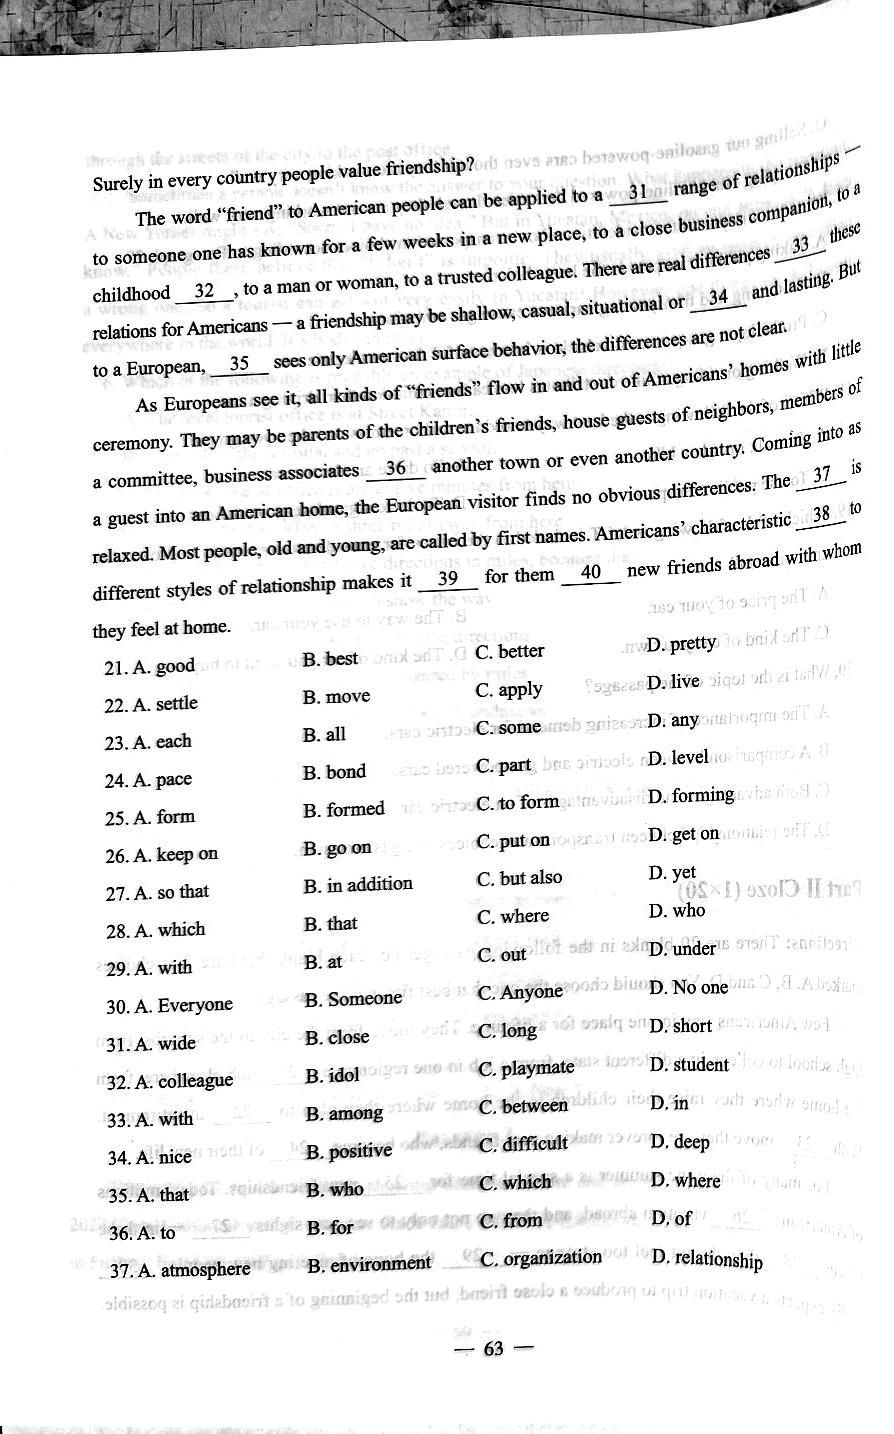 Surely in every country people value friendship?
The word “friend” to American people can be applied to a 31 range of relationships —
to someone one has known for a few weeks in a new place, to a close business companion, to a
childhood 32 , to a man or woman, to a trusted colleague. There are real differences 33 these
relations for Americans — a friendship may be shallow, casual, situational or 34 and lasting. But
to a European, 35 sees only American surface behavior, the differences are not clear.
As Europeans see it, all kinds of “friends” flow in and out of Americans’ homes with little
ceremony. They may be parents of the children’s friends, house guests of neighbors, members of
a committee, business associates 36 another town or even another country. Coming into as
a guest into an American home, the European visitor finds no obvious differences. The 37 is
relaxed. Most people, old and young, are called by first names. Americans’ characteristic 38 to
different styles of relationship makes it 39 for them 40 new friends abroad with whom
they feel at home.
21. A. good B. best C. better D. pretty
22. A. settle B. move C. apply D. live
23. A. each B. all C. some D. any
24. A. pace B. bond C. part D. level
25. A. form B. formed C. to form D. forming
26. A. keep on B. go on C. put on D. get on
27. A. so that B. in addition C. but also D. yet
28. A. which B. that C. where D. who
29. A. with B. at C. out D. under
30. A. Everyone B. Someone C. Anyone D. No one
31. A. wide B. close C. long D. short
32. A. colleague B. idol C. playmate D. student
33. A. with B. among C. between D. in
34. A. nice B. positive C. difficult D. deep
35. A. that B. who C. which D. where
36. A. to B. for C. from D. of
37. A. atmosphere B. environment C. organization D. relationship
— 63 —